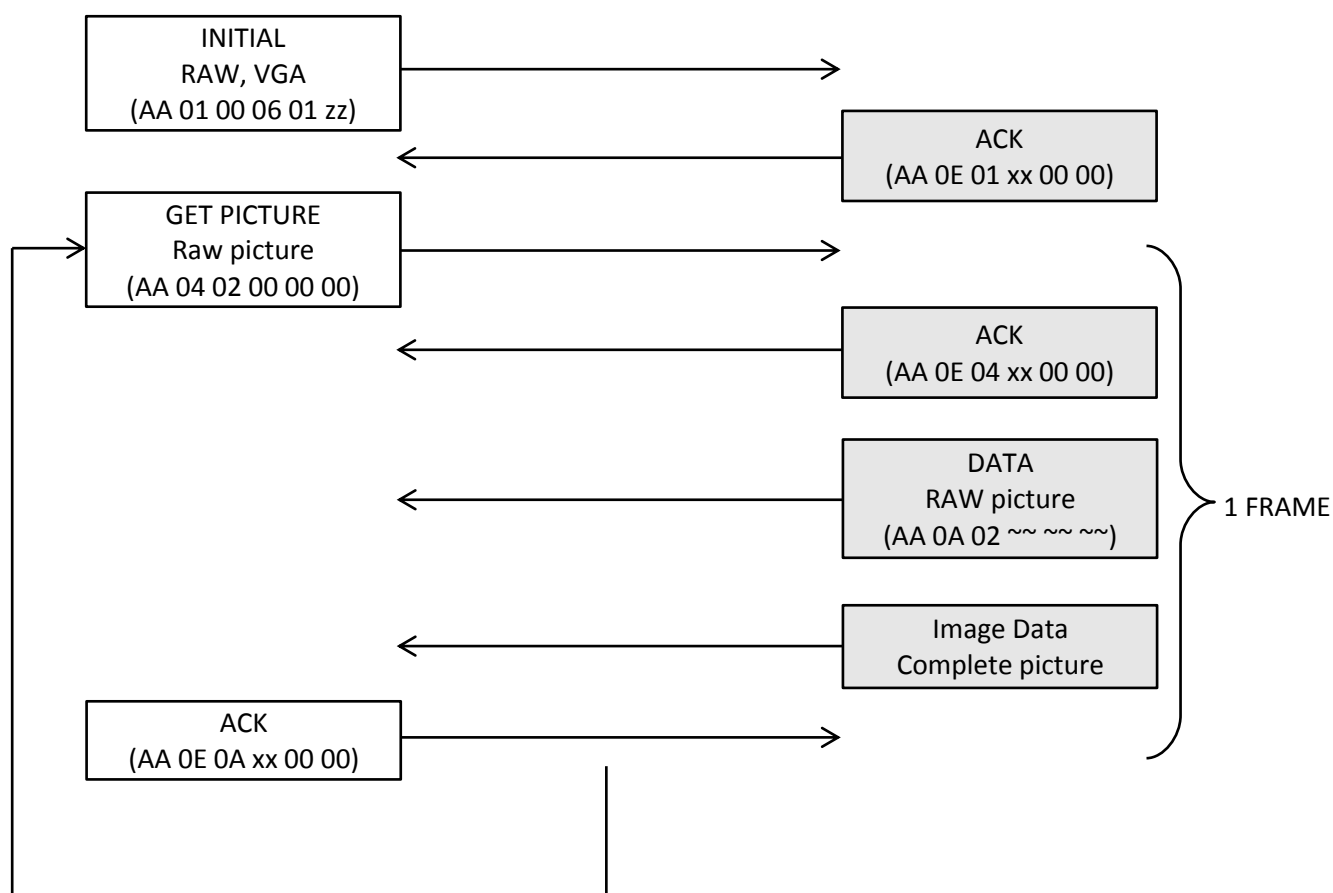 INITIAL
RAW, VGA
(AA 01 00 06 01 zz)
ACK
(AA 0E 01 xx 00 00)
GET PICTURE
Raw picture
(AA 04 02 00 00 00)
ACK
(AA 0E 04 xx 00 00)
DATA
RAW picture
(AA 0A 02 ~~ ~~ ~~)
1 FRAME
Image Data
Complete picture
ACK
(AA 0E 0A xx 00 00)